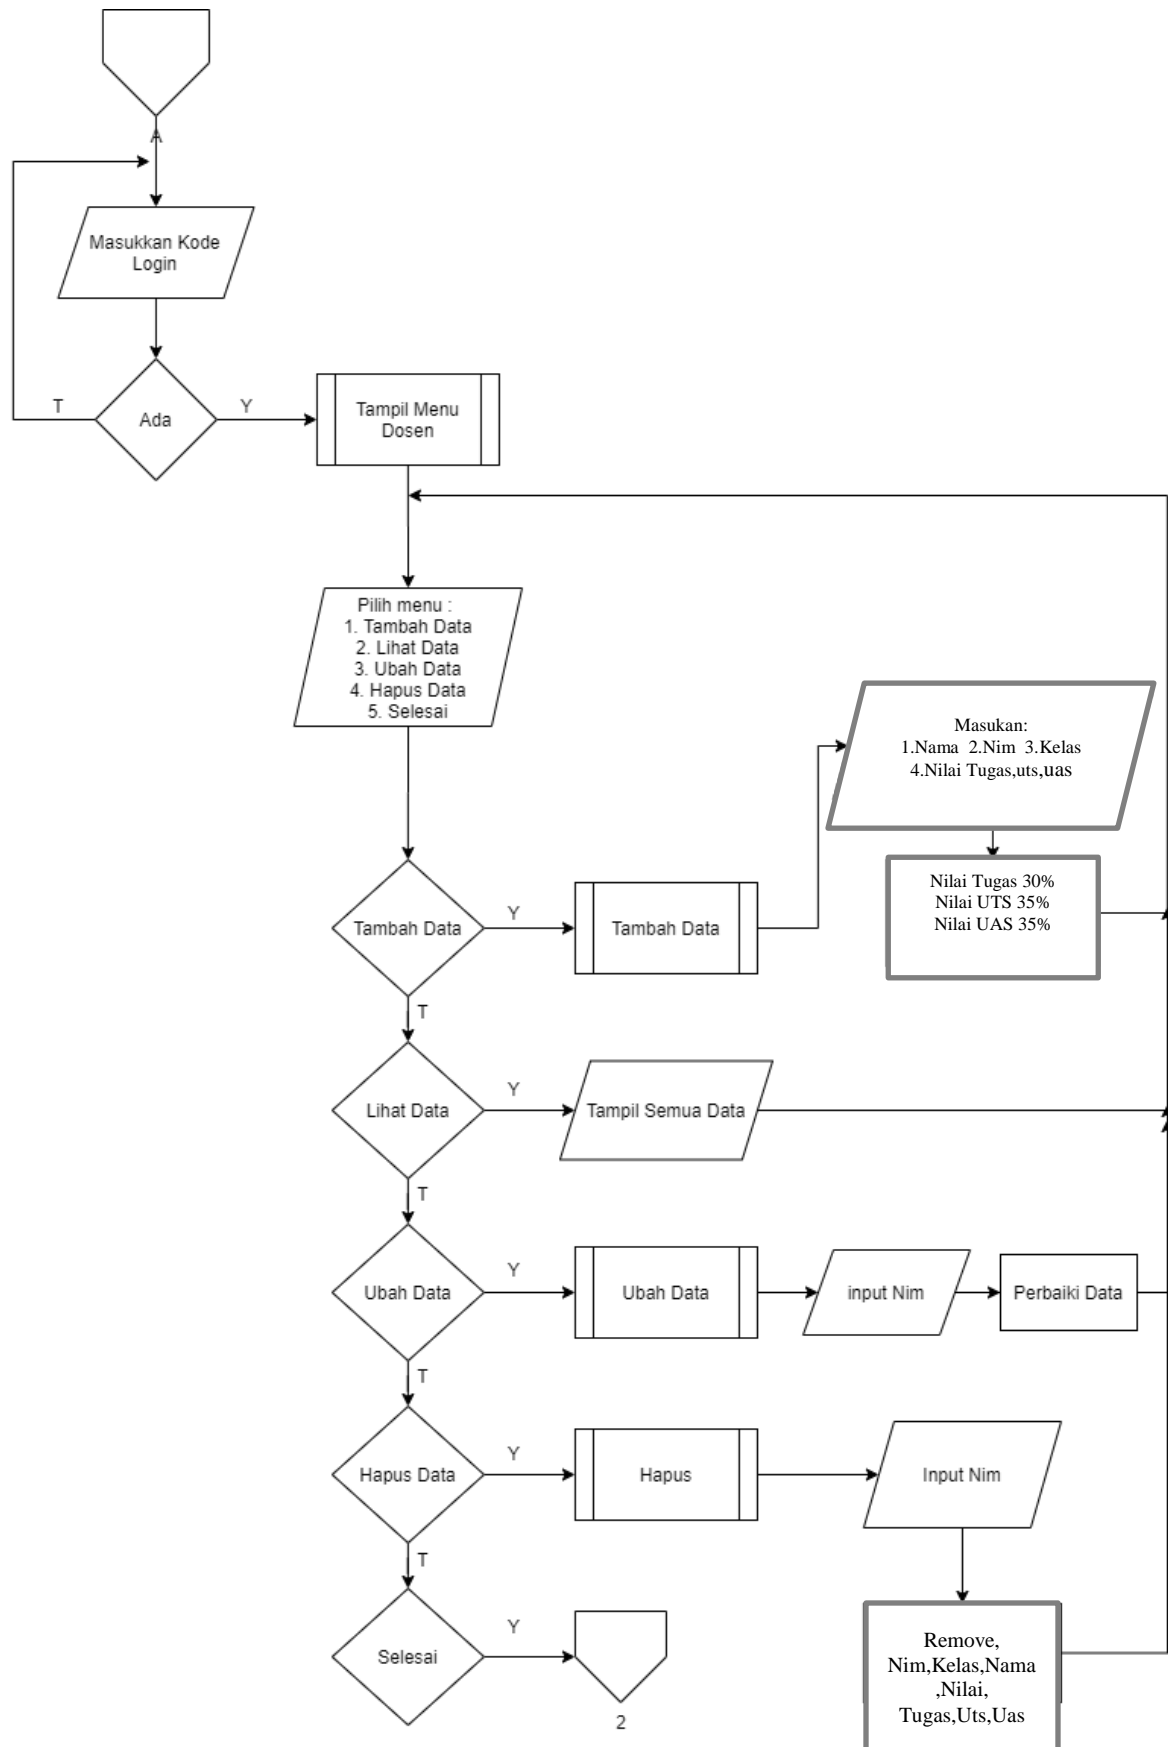 A
Masukkan Kode
Login
T
Ada
Y
Tampil Menu
Dosen
Pilih menu :
1. Tambah Data
2. Lihat Data
3. Ubah Data
4. Hapus Data
5. Selesai
Masukan:
1.Nama 2.Nim 3.Kelas
4.Nilai Tugas,uts,uas
Nilai Tugas 30%
Nilai UTS 35%
Nilai UAS 35%
Tambah Data
Y
Tambah Data
T
Lihat Data
Y
Tampil Semua Data
T
Ubah Data
Y
Ubah Data
input Nim
Perbaiki Data
T
Hapus Data
Y
Hapus
Input Nim
T
Selesai
Y
2
Remove,
Nim,Kelas,Nama
,Nilai,
Tugas,Uts,Uas